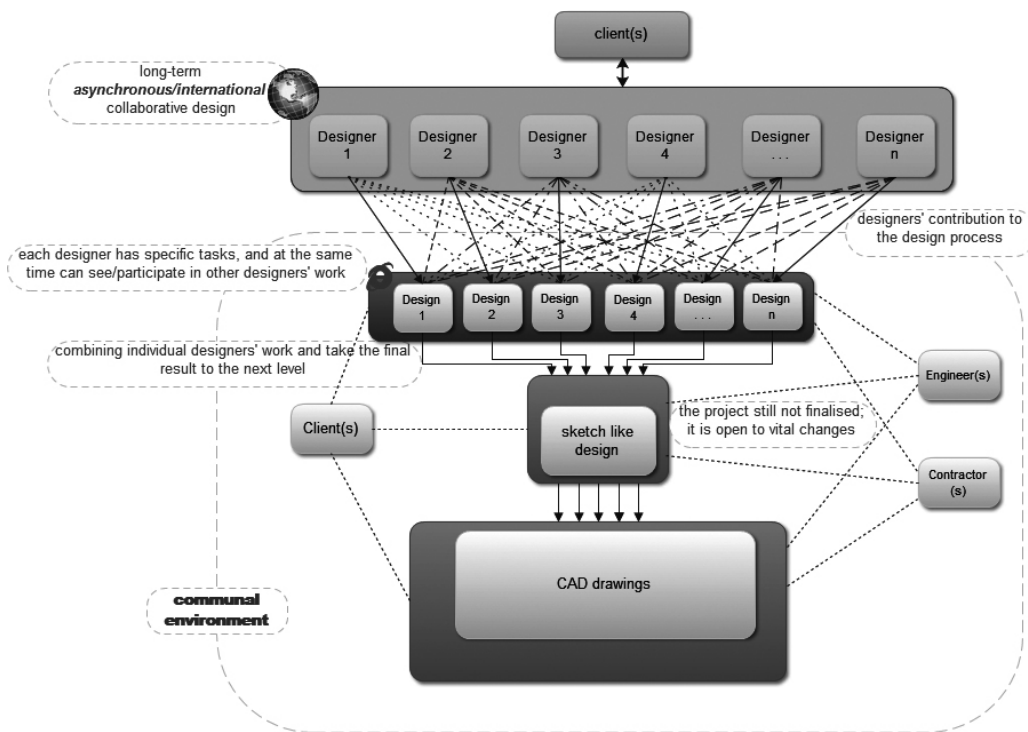 client(s)
long-term
asynchronous/international
collaborative design
Designer
1
Designer
2
Designer
3
Designer
4
Designer
. . .
Designer
n
designers' contribution to
the design process
each designer has specific tasks, and at the same
time can see/participate in other designers' work
Design
1
Design
2
Design
3
Design
4
Design
. . .
Design
n
combining individual designers' work and take the final
result to the next level
Engineer(s)
the project still not finalised;
it is open to vital changes
Client(s)
sketch like
design
Contractor
(s)
CAD drawings
communal
environment